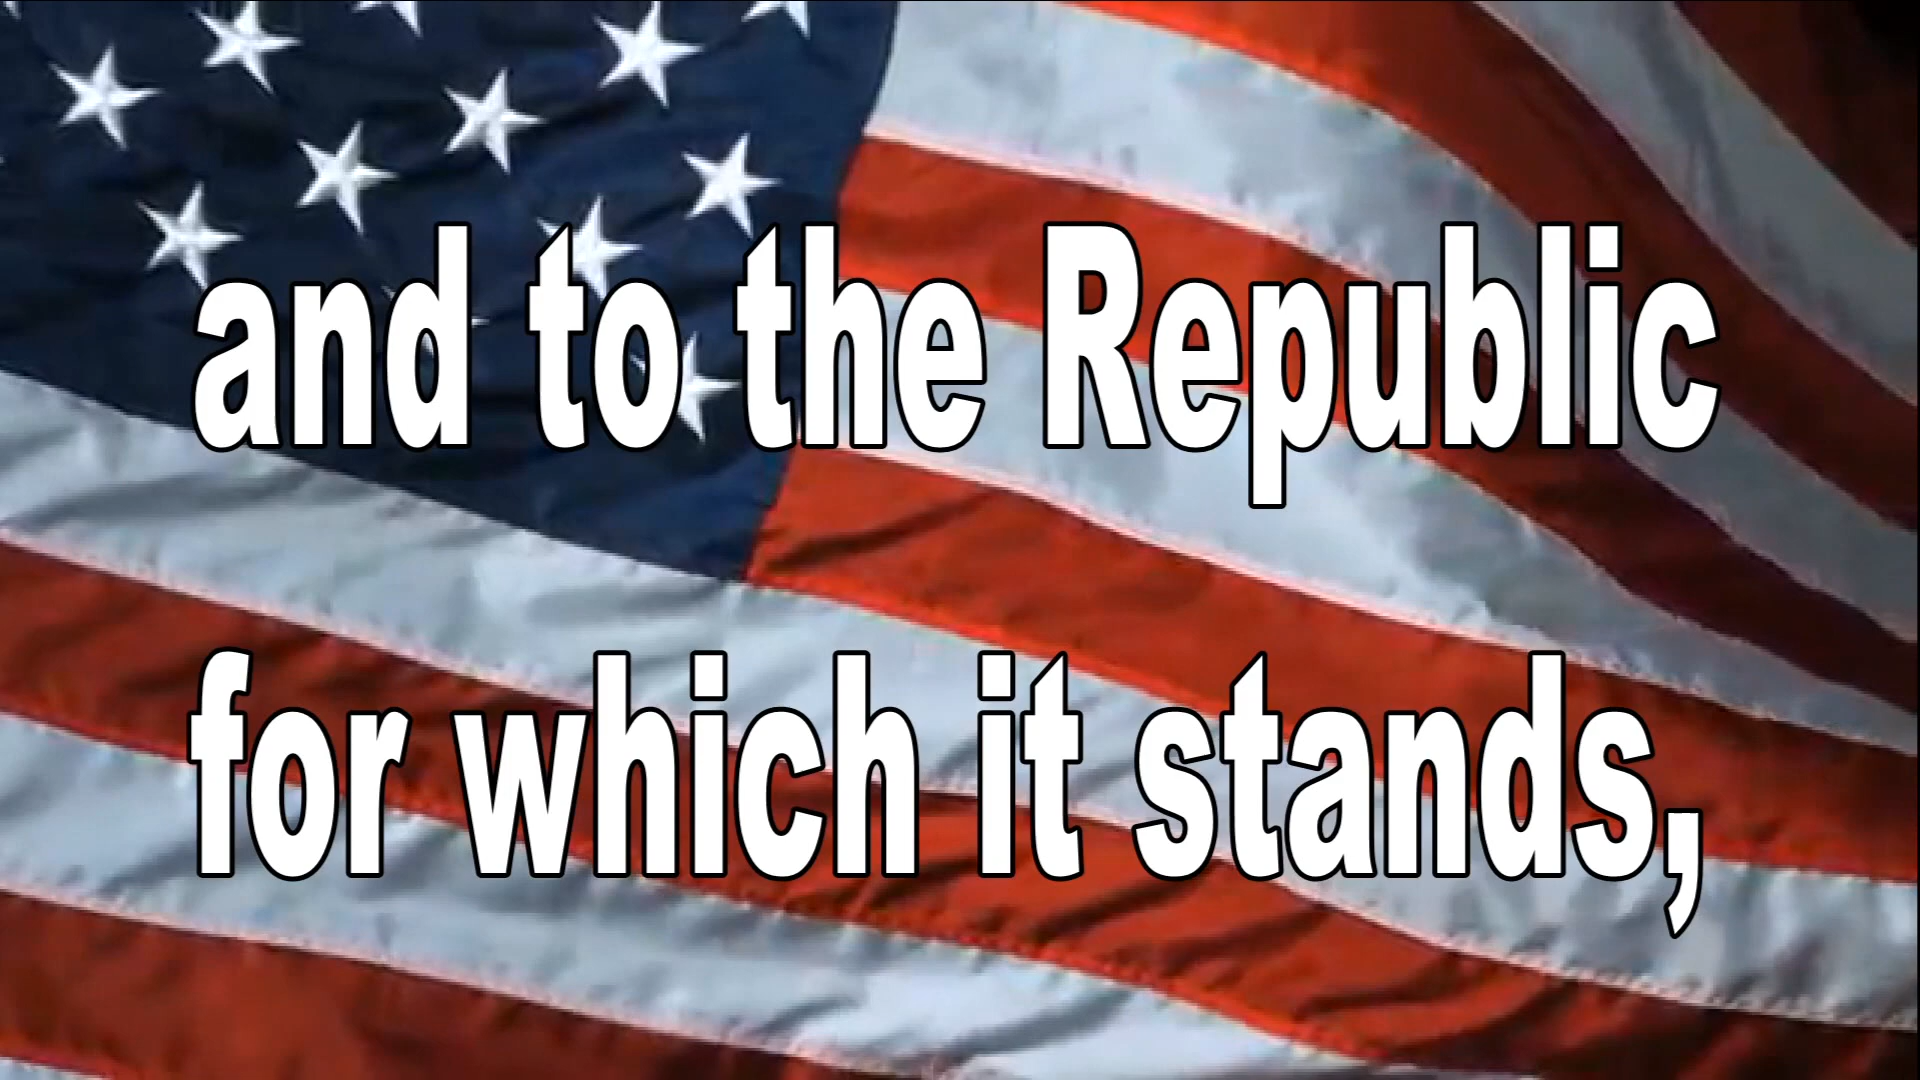 and to the Republic
for which it stands,